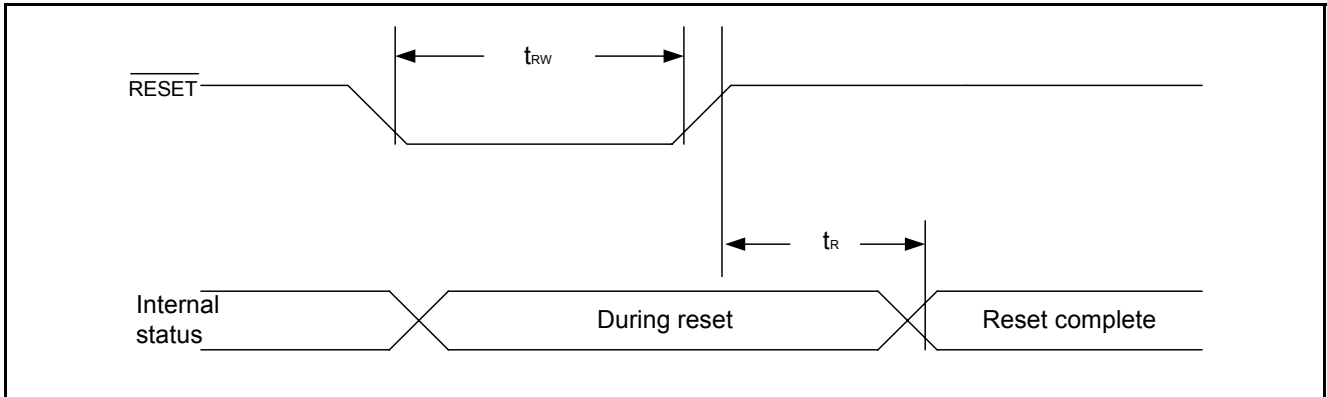 tRW
RESET
tR
Internal
status
During reset
Reset complete